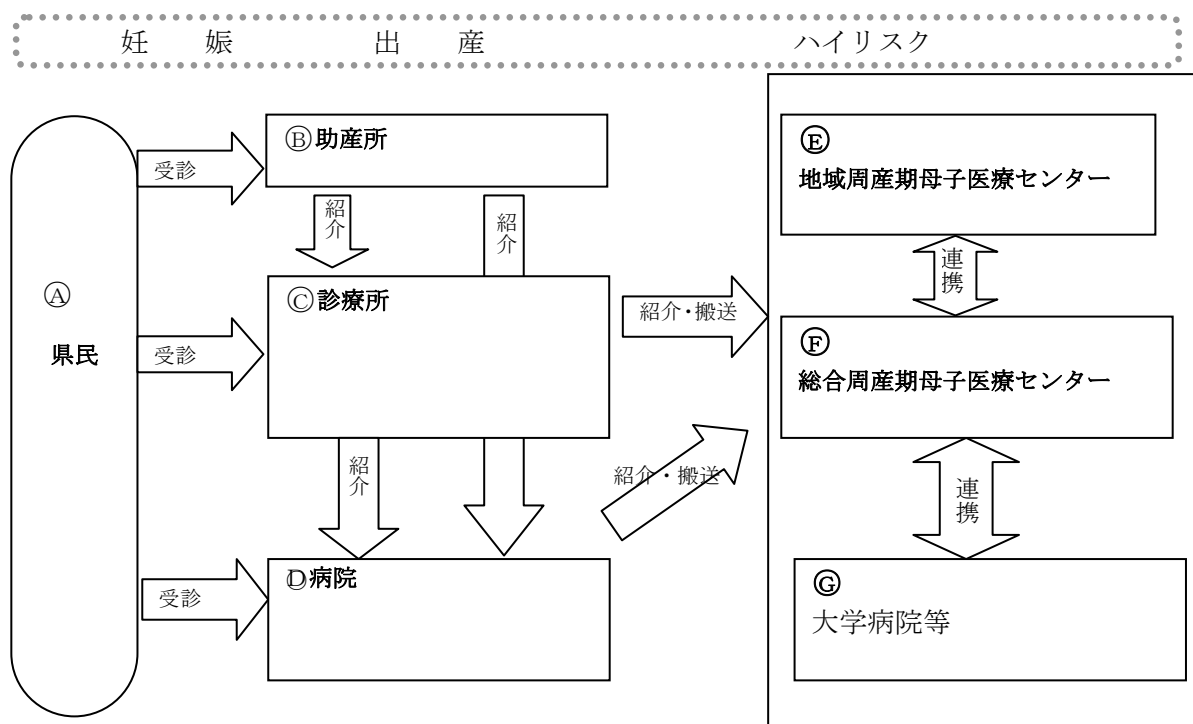 妊娠 出産 ハイリスク
Ⓐ
県民
受診
受診
受診
Ⓑ助産所
紹介
紹介
Ⓒ診療所
紹介
Ⓓ病院
紹介・搬送
紹介・搬送
Ⓔ
地域周産期母子医療センター
連携
Ⓕ
総合周産期母子医療センター
連携
Ⓖ
大学病院等